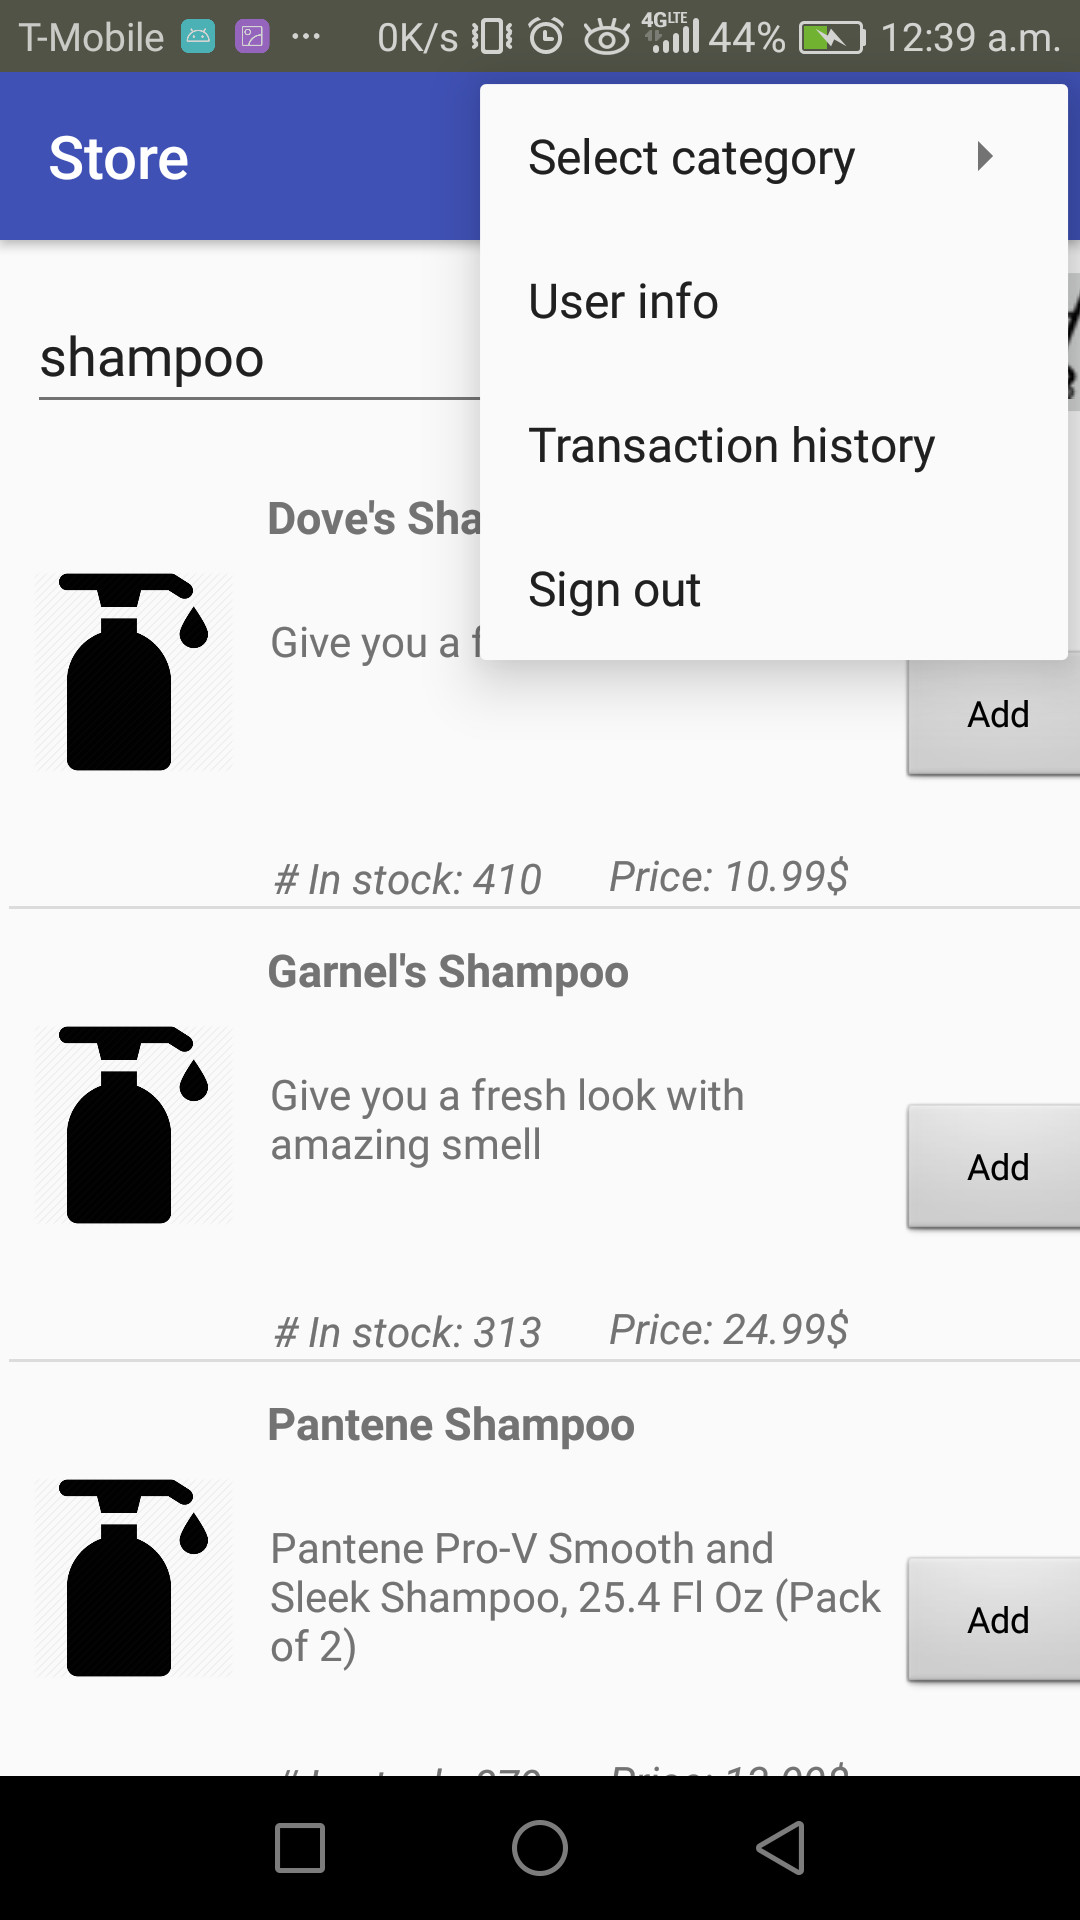 T-Mobile 0K/s 4G LTE 44% 12:39 a.m.
Store
Select category
User info
Transaction history
Sign out
shampoo
Dove's
Give you a
Add
# In stock: 410 Price: 10.99$
Garnel's Shampoo
Give you a fresh look with
amazing smell
Add
# In stock: 313 Price: 24.99$
Pantene Shampoo
Pantene Pro-V Smooth and
Sleek Shampoo, 25.4 Fl Oz (Pack
of 2)
Add